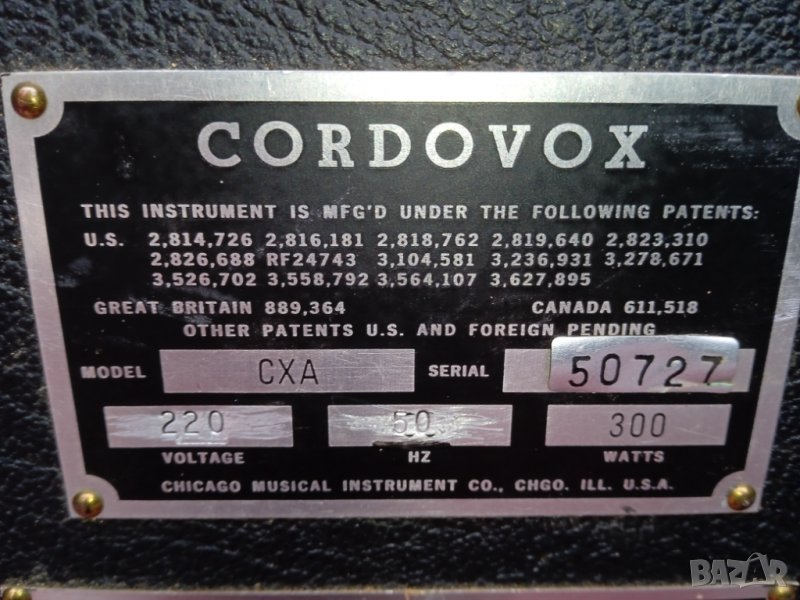 CORDOVOX
THIS INSTRUMENT IS MFG'D UNDER THE FOLLOWING PATENTS:
U.S. 2,814,726 2,816,181 2,818,762 2,819,640 2,823,310
2,826,688 RF24743 3,104,581 3,236,931 3,278,671
3,526,702 3,558,792 3,564,107 3,627,895
GREAT BRITAIN 889,364 CANADA 611,518
OTHER PATENTS U.S. AND FOREIGN PENDING
MODEL CXA SERIAL 50727
220 50 300
VOLTAGE HZ WATTS
CHICAGO MUSICAL INSTRUMENT CO., CHGO. ILL. U.S.A.
BAZAR